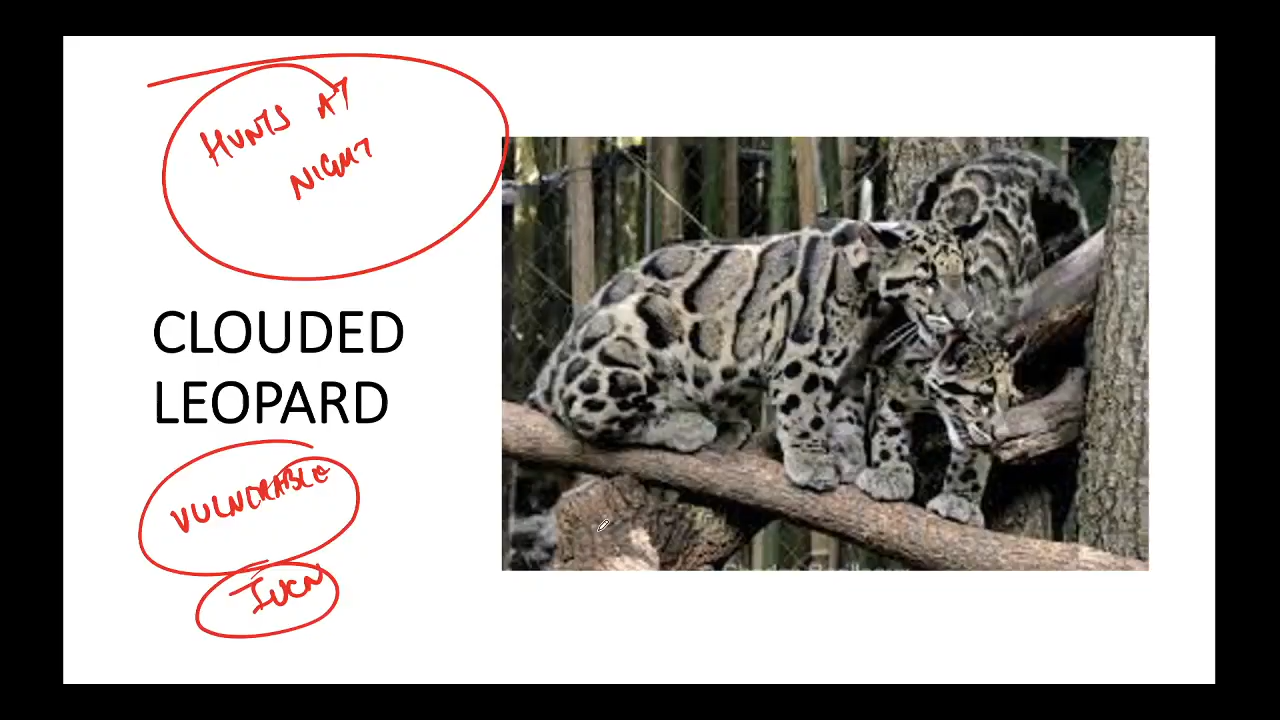 HUNTS AT
NIGHT
CLOUDED
LEOPARD
VULNERABLE
IUCN